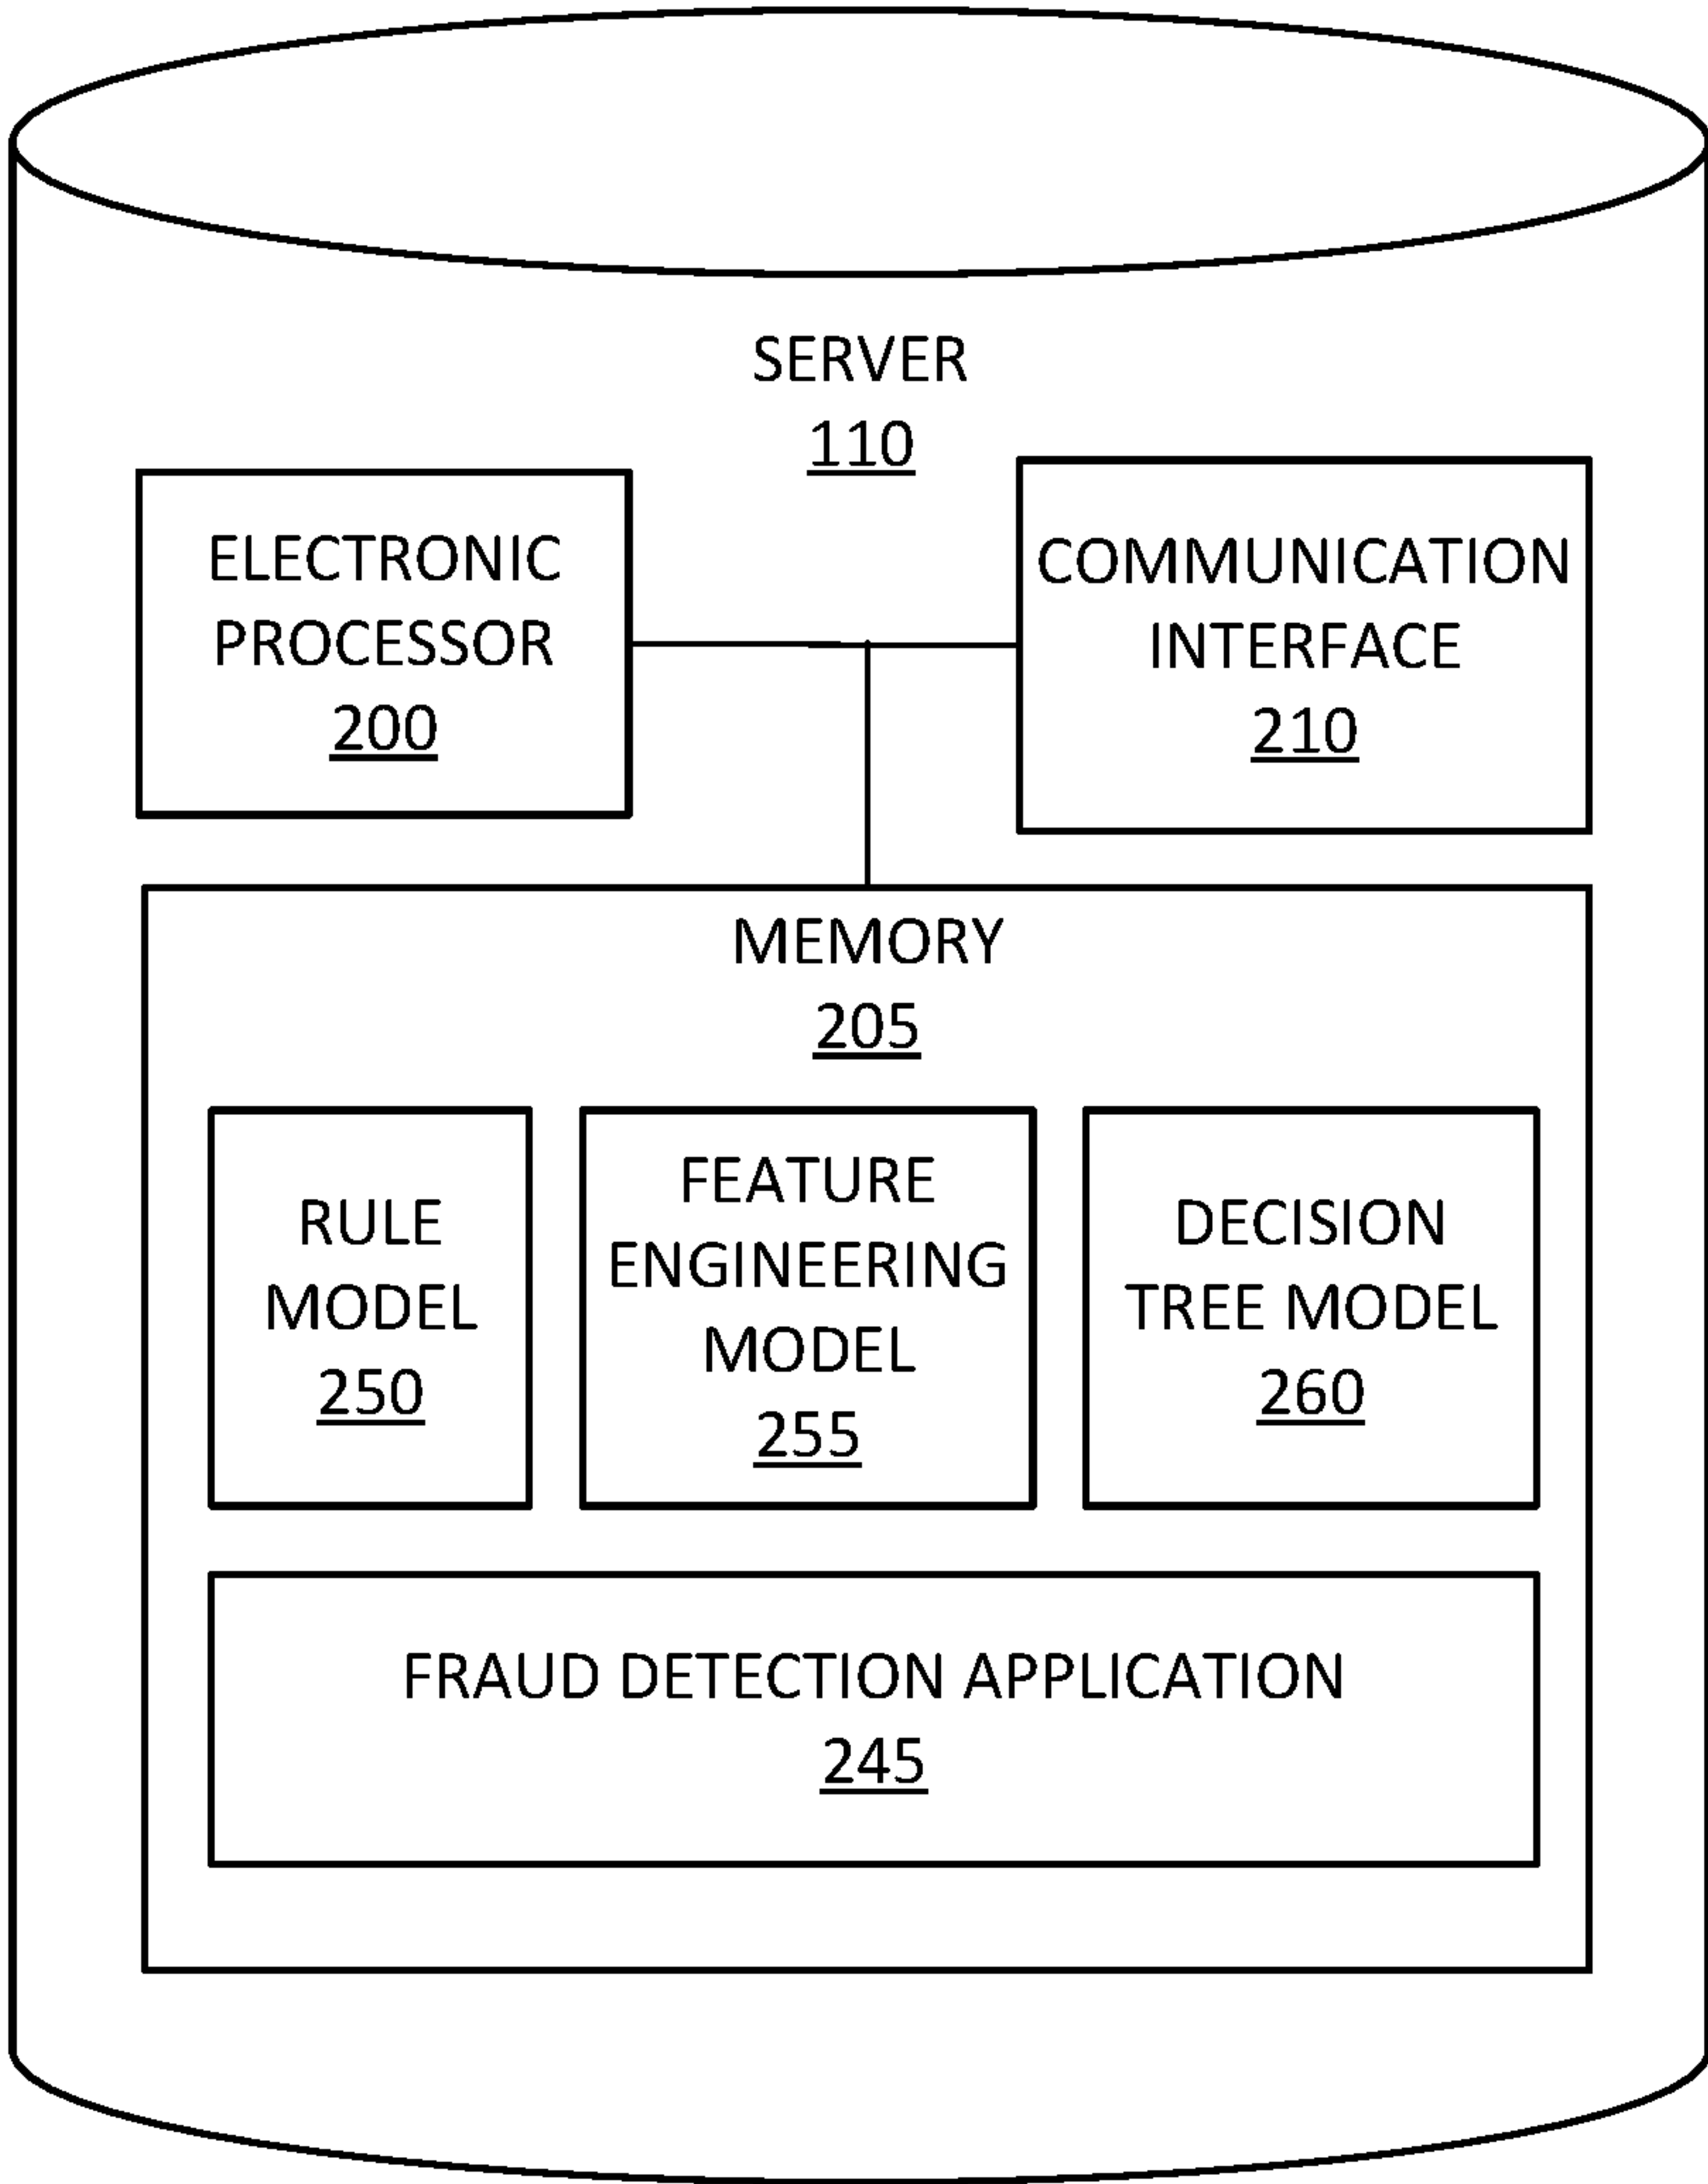 SERVER
110
ELECTRONIC
PROCESSOR
200
COMMUNICATION
INTERFACE
210
MEMORY
205
RULE
MODEL
250
FEATURE
ENGINEERING
MODEL
255
DECISION
TREE MODEL
260
FRAUD DETECTION APPLICATION
245